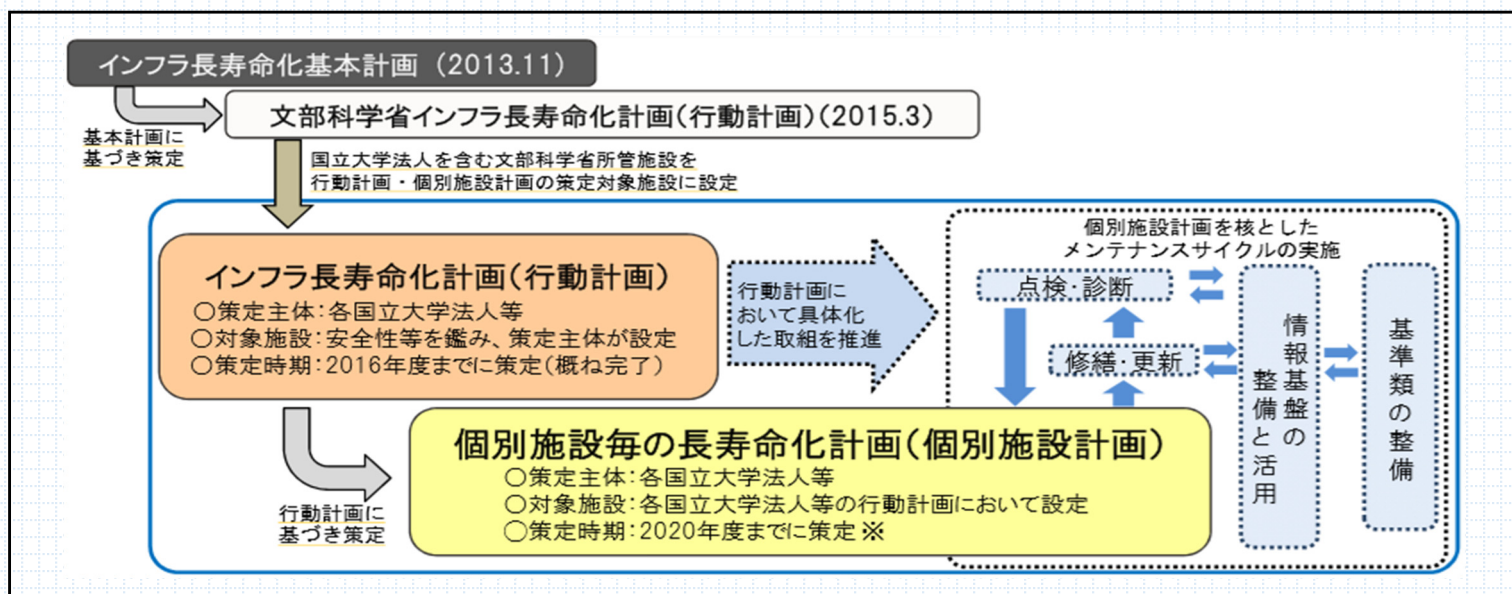 インフラ長寿命化基本計画 (2013.11)
文部科学省インフラ長寿命化計画(行動計画)(2015.3)
基本計画に
基づき策定
国立大学法人を含む文部科学省所管施設を
行動計画・個別施設計画の策定対象施設に設定
インフラ長寿命化計画(行動計画)
○策定主体:各国立大学法人等
○対象施設:安全性等を鑑み、策定主体が設定
○策定時期:2016年度までに策定(概ね完了)
行動計画に
おいて具体化
した取組を推進
個別施設計画を核とした
メンテナンスサイクルの実施
点検・診断
修繕・更新
情報基盤の
整備と活用
基準類の整備
行動計画に
基づき策定
個別施設毎の長寿命化計画(個別施設計画)
○策定主体:各国立大学法人等
○対象施設:各国立大学法人等の行動計画において設定
○策定時期:2020年度までに策定※